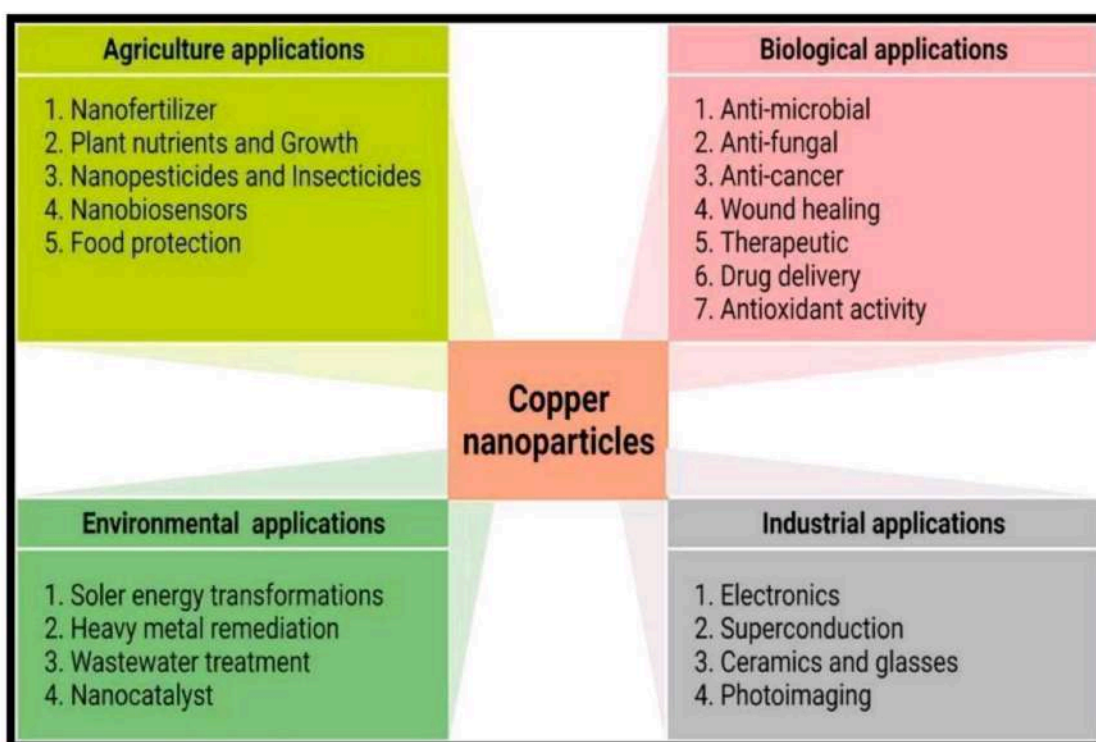 Agriculture applications
1. Nanofertilizer
2. Plant nutrients and Growth
3. Nanopesticides and Insecticides
4. Nanobiosensors
5. Food protection
Biological applications
1. Anti-microbial
2. Anti-fungal
3. Anti-cancer
4. Wound healing
5. Therapeutic
6. Drug delivery
7. Antioxidant activity
Copper
nanoparticles
Environmental applications
1. Soler energy transformations
2. Heavy metal remediation
3. Wastewater treatment
4. Nanocatalyst
Industrial applications
1. Electronics
2. Superconduction
3. Ceramics and glasses
4. Photoimaging